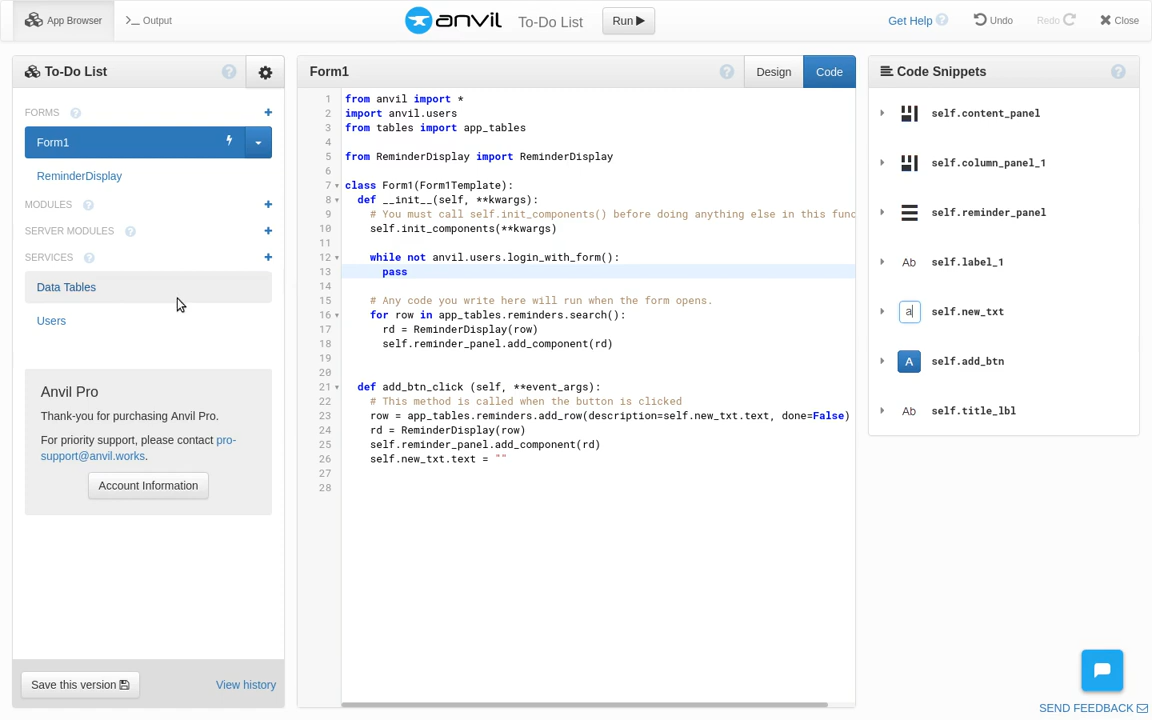 App Browser
>_ Output
anvil
To-Do List
Run
Get Help ?
Undo
Redo
Close
To-Do List
?
FORMS ? +
Form1
ReminderDisplay
MODULES ? +
SERVER MODULES ? +
SERVICES ? +
Data Tables
Users
Anvil Pro
Thank-you for purchasing Anvil Pro.
For priority support, please contact pro-
support@anvil.works.
Account Information
Save this version
View history
Form1
?
Design
Code
1 from anvil import *
2 import anvil.users
3 from tables import app_tables
4
5 from ReminderDisplay import ReminderDisplay
6
7 class Form1(Form1Template):
8 def __init__(self, **kwargs):
9 # You must call self.init_components() before doing anything else in this func
10 self.init_components(**kwargs)
11
12 while not anvil.users.login_with_form():
13 pass
14
15 # Any code you write here will run when the form opens.
16 for row in app_tables.reminders.search():
17 rd = ReminderDisplay(row)
18 self.reminder_panel.add_component(rd)
19
20
21 def add_btn_click (self, **event_args):
22 # This method is called when the button is clicked
23 row = app_tables.reminders.add_row(description=self.new_txt.text, done=False)
24 rd = ReminderDisplay(row)
25 self.reminder_panel.add_component(rd)
26 self.new_txt.text = ""
27
28
Code Snippets
?
self.content_panel
self.column_panel_1
self.reminder_panel
Ab self.label_1
a self.new_txt
A self.add_btn
Ab self.title_lbl
SEND FEEDBACK